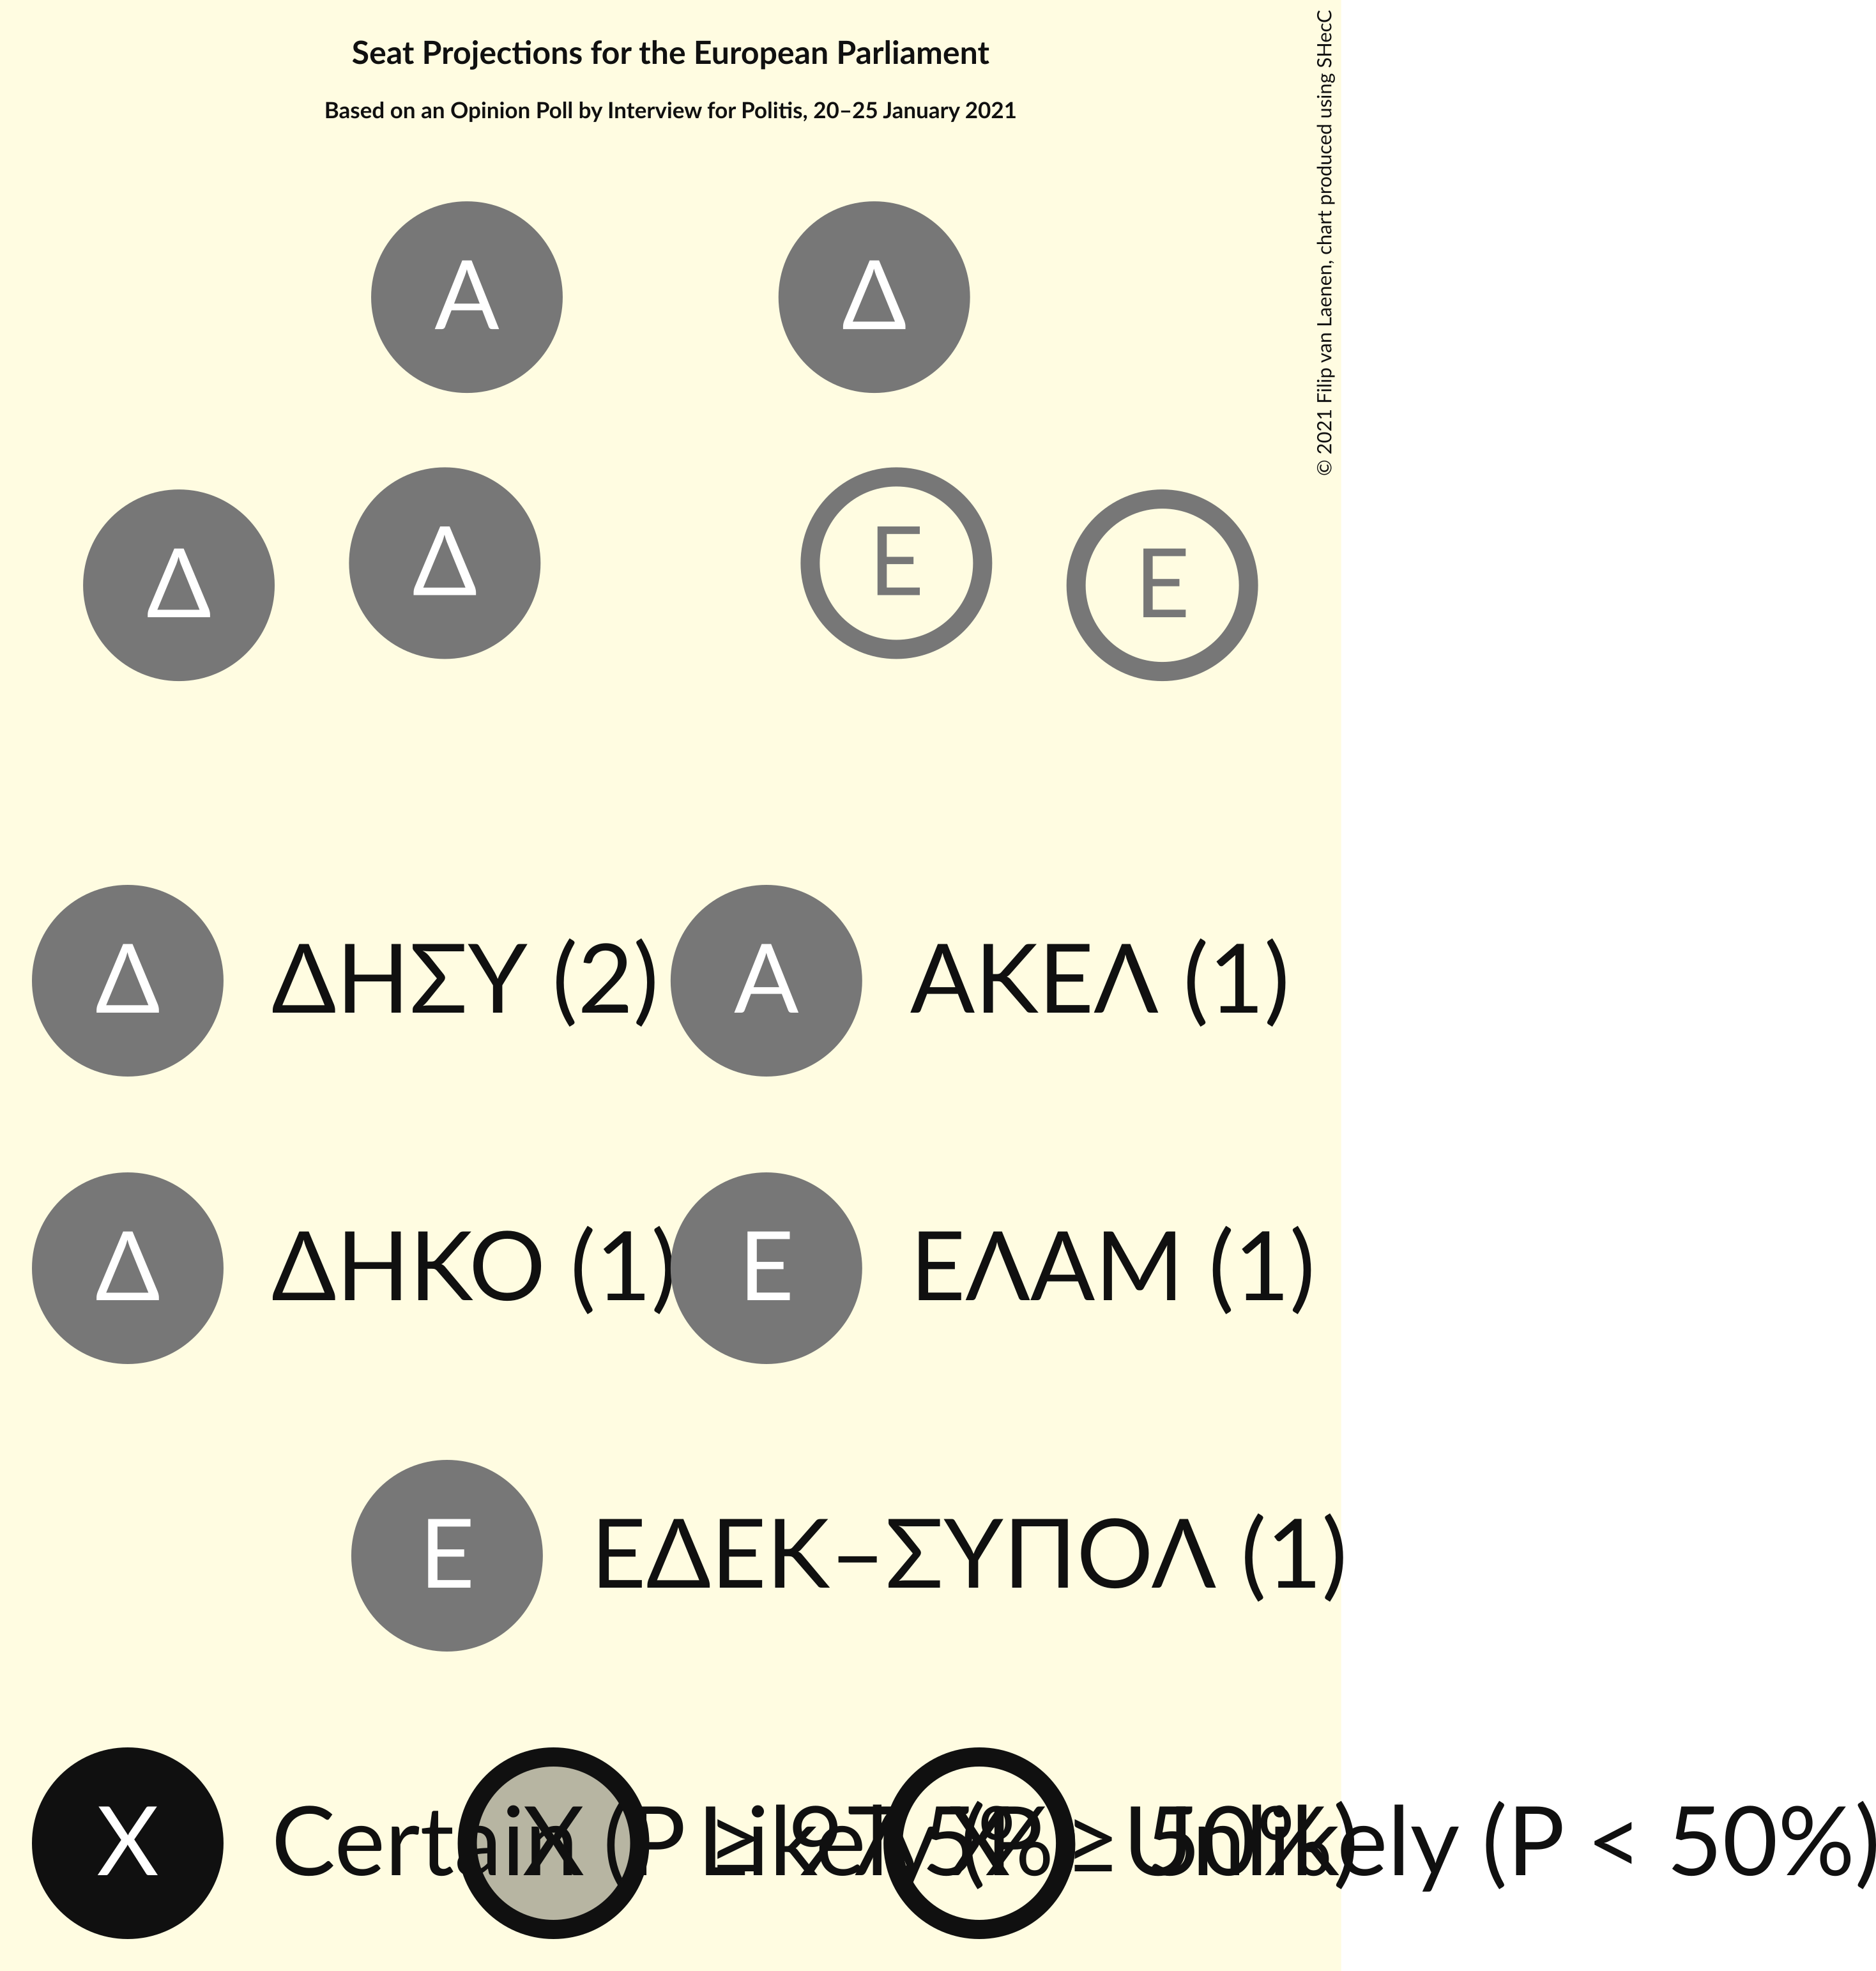 Seat Projections for the European Parliament
Based on an Opinion Poll by Interview for Politis, 20–25 January 2021
© 2021 Filip van Laenen, chart produced using SHecC
Α Δ
Δ Δ Ε Ε
Δ ΔΗΣΥ (2) Α ΑΚΕΛ (1)
Δ ΔΗΚΟ (1) Ε ΕΛΑΜ (1)
Ε ΕΔΕΚ–ΣΥΠΟΛ (1)
X Certain (P ≥ X Likely (P ≥ 50%) X Unlikely (P < 50%)